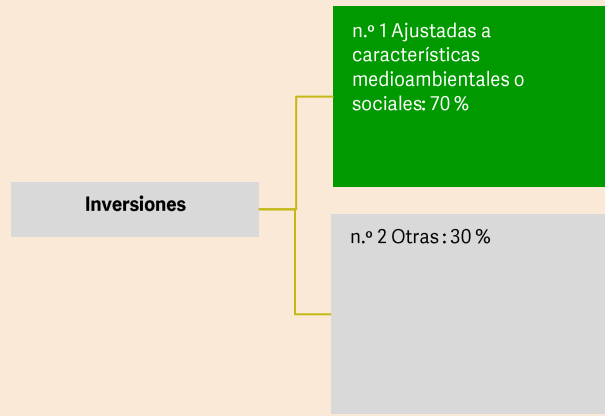 n.º 1 Ajustadas a
características
medioambientales o
sociales: 70 %
Inversiones
n.º 2 Otras : 30 %